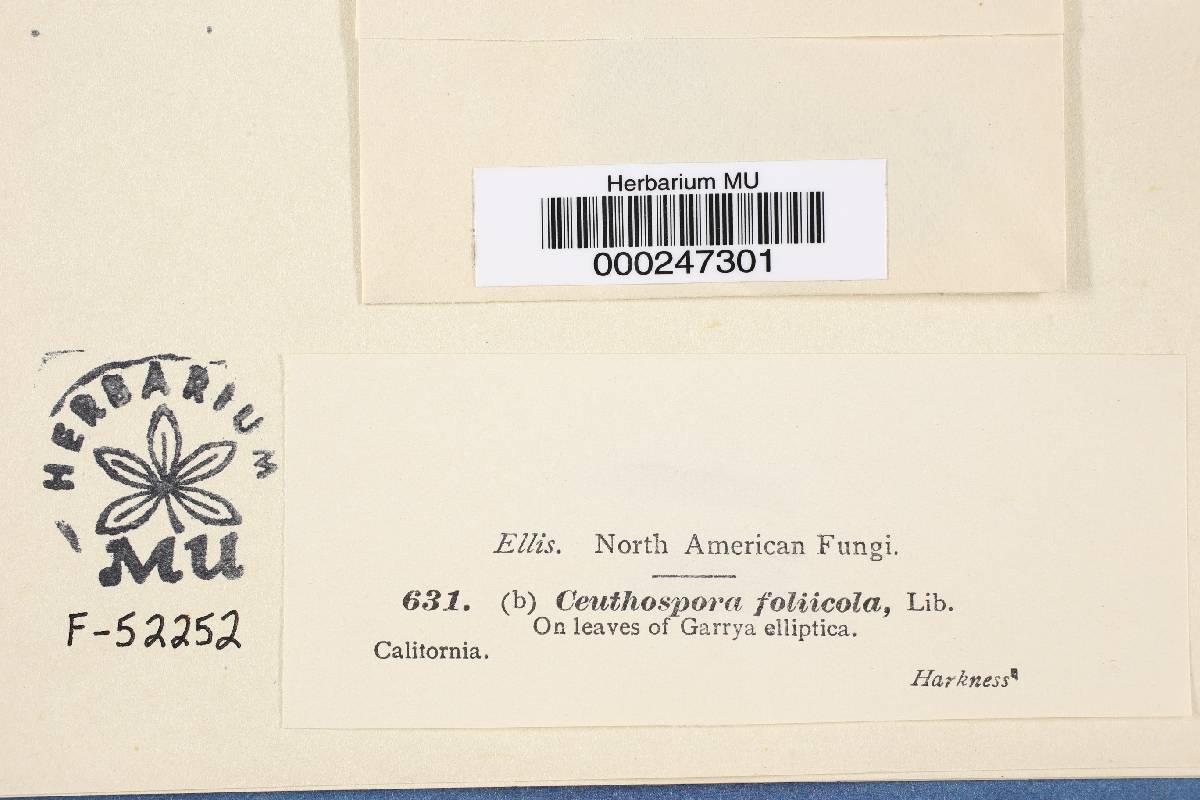 Herbarium MU
000247301
HERBARIUM
MU
F-52252
Ellis. North American Fungi.
631. (b) Ceuthospora foliicola, Lib.
On leaves of Garrya elliptica.
Calitornia.
Harkness